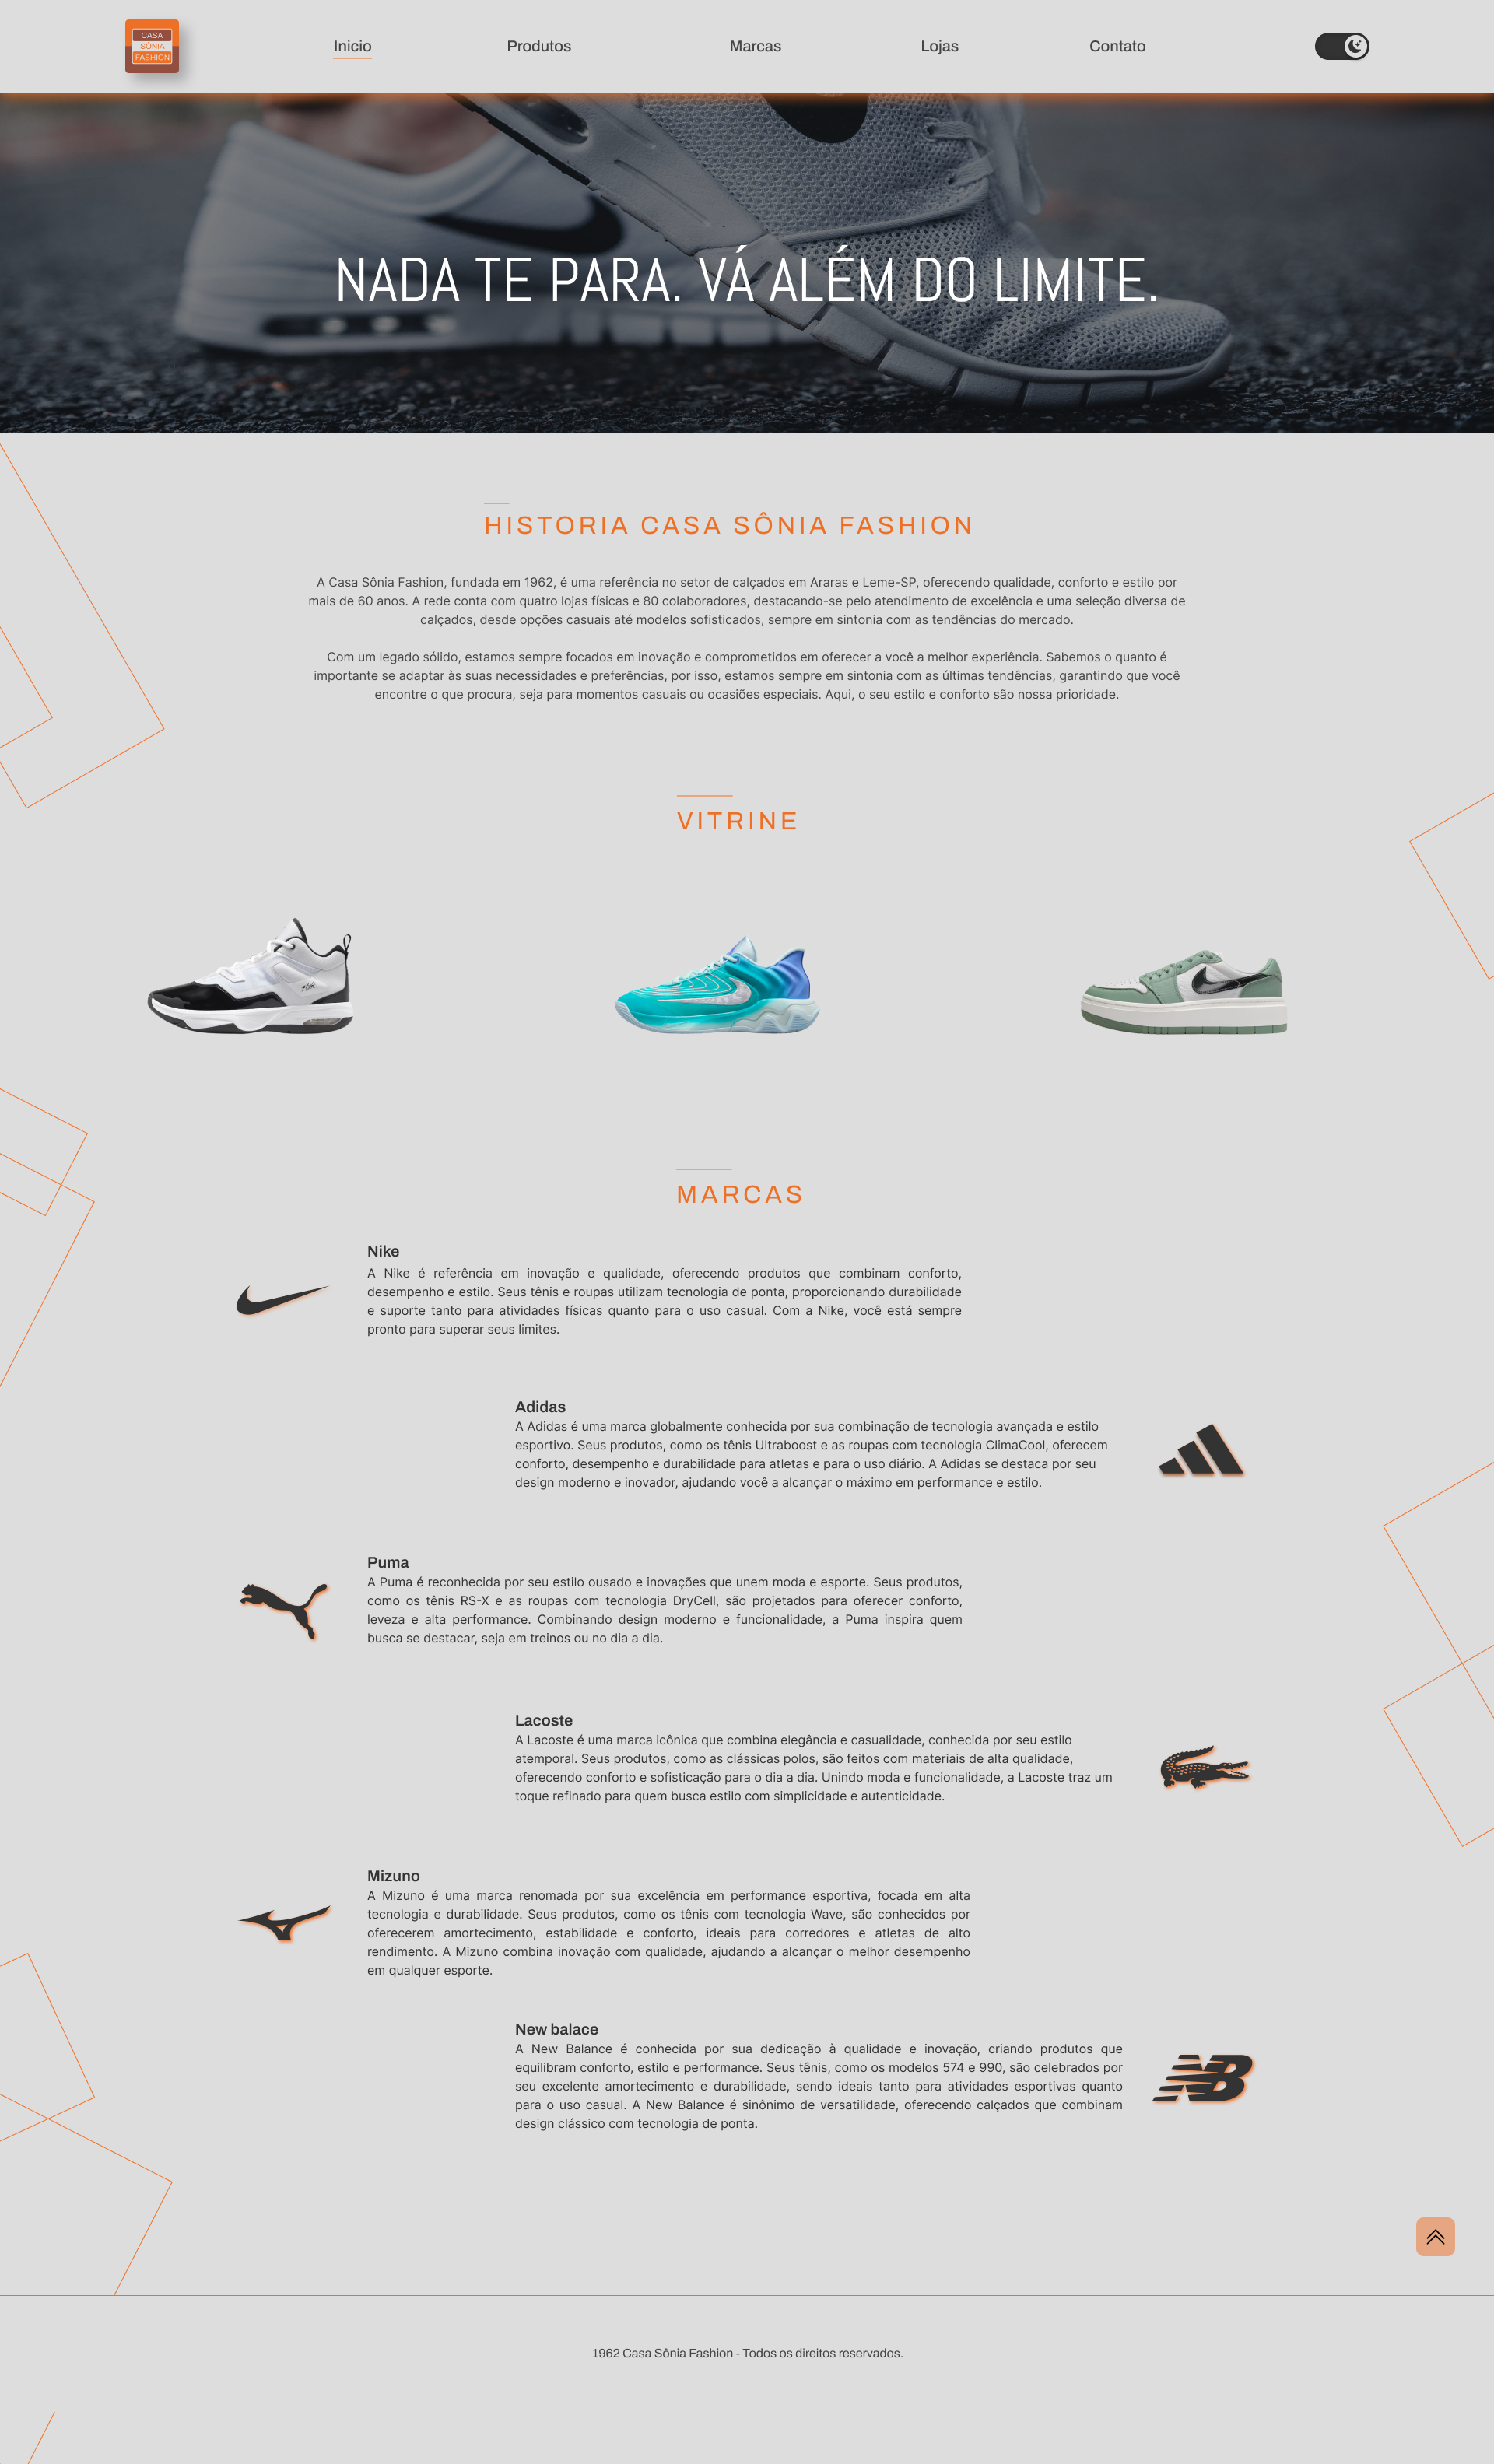 CASA
SÔNIA
FASHION
Inicio
Produtos
Marcas
Lojas
Contato
NADA TE PARA. VÁ ALÉM DO LIMITE.
HISTORIA CASA SÔNIA FASHION
A Casa Sônia Fashion, fundada em 1962, é uma referência no setor de calçados em Araras e Leme-SP, oferecendo qualidade, conforto e estilo por
mais de 60 anos. A rede conta com quatro lojas físicas e 80 colaboradores, destacando-se pelo atendimento de excelência e uma seleção diversa de
calçados, desde opções casuais até modelos sofisticados, sempre em sintonia com as tendências do mercado.
Com um legado sólido, estamos sempre focados em inovação e comprometidos em oferecer a você a melhor experiência. Sabemos o quanto é
importante se adaptar às suas necessidades e preferências, por isso, estamos sempre em sintonia com as últimas tendências, garantindo que você
encontre o que procura, seja para momentos casuais ou ocasiões especiais. Aqui, o seu estilo e conforto são nossa prioridade.
VITRINE
MARCAS
Nike
A Nike é referência em inovação e qualidade, oferecendo produtos que combinam conforto,
desempenho e estilo. Seus tênis e roupas utilizam tecnologia de ponta, proporcionando durabilidade
e suporte tanto para atividades físicas quanto para o uso casual. Com a Nike, você está sempre
pronto para superar seus limites.
Adidas
A Adidas é uma marca globalmente conhecida por sua combinação de tecnologia avançada e estilo
esportivo. Seus produtos, como os tênis Ultraboost e as roupas com tecnologia ClimaCool, oferecem
conforto, desempenho e durabilidade para atletas e para o uso diário. A Adidas se destaca por seu
design moderno e inovador, ajudando você a alcançar o máximo em performance e estilo.
Puma
A Puma é reconhecida por seu estilo ousado e inovações que unem moda e esporte. Seus produtos,
como os tênis RS-X e as roupas com tecnologia DryCell, são projetados para oferecer conforto,
leveza e alta performance. Combinando design moderno e funcionalidade, a Puma inspira quem
busca se destacar, seja em treinos ou no dia a dia.
Lacoste
A Lacoste é uma marca icônica que combina elegância e casualidade, conhecida por seu estilo
atemporal. Seus produtos, como as clássicas polos, são feitos com materiais de alta qualidade,
oferecendo conforto e sofisticação para o dia a dia. Unindo moda e funcionalidade, a Lacoste traz um
toque refinado para quem busca estilo com simplicidade e autenticidade.
Mizuno
A Mizuno é uma marca renomada por sua excelência em performance esportiva, focada em alta
tecnologia e durabilidade. Seus produtos, como os tênis com tecnologia Wave, são conhecidos por
oferecerem amortecimento, estabilidade e conforto, ideais para corredores e atletas de alto
rendimento. A Mizuno combina inovação com qualidade, ajudando a alcançar o melhor desempenho
em qualquer esporte.
New balace
A New Balance é conhecida por sua dedicação à qualidade e inovação, criando produtos que
equilibram conforto, estilo e performance. Seus tênis, como os modelos 574 e 990, são celebrados por
seu excelente amortecimento e durabilidade, sendo ideais tanto para atividades esportivas quanto
para o uso casual. A New Balance é sinônimo de versatilidade, oferecendo calçados que combinam
design clássico com tecnologia de ponta.
NB
1962 Casa Sônia Fashion - Todos os direitos reservados.